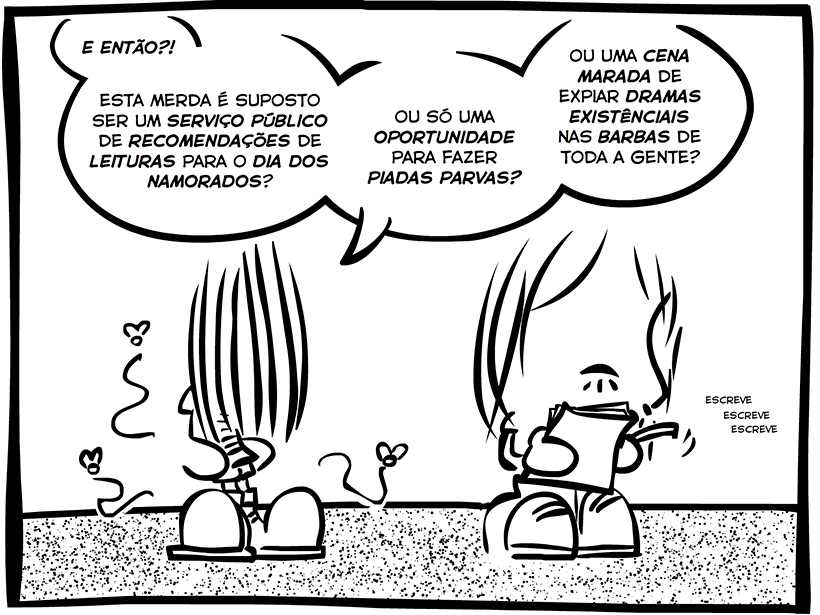 E ENTÃO?!
ESTA MERDA É SUPOSTO
SER UM SERVIÇO PÚBLICO
DE RECOMENDAÇÕES DE
LEITURAS PARA O DIA DOS
NAMORADOS?
OU SÓ UMA
OPORTUNIDADE
PARA FAZER
PIADAS PARVAS?
OU UMA CENA
MARADA DE
EXPIAR DRAMAS
EXISTÊNCIAIS
NAS BARBAS DE
TODA A GENTE?
ESCREVE
ESCREVE
ESCREVE